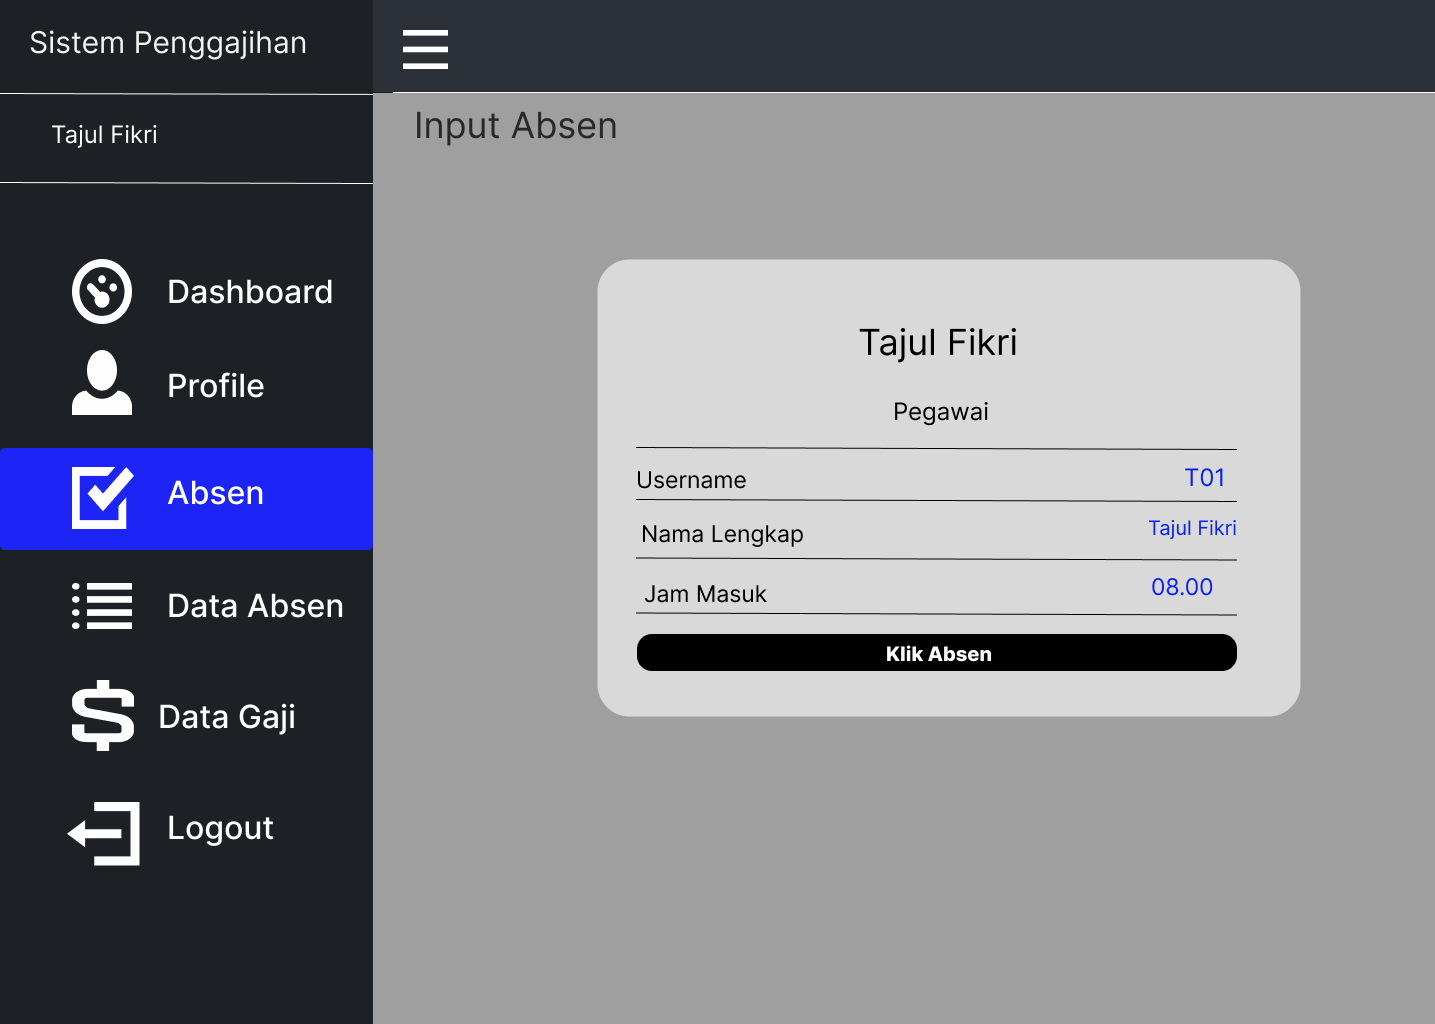 Sistem Penggajihan
Tajul Fikri
Dashboard
Profile
Absen
Data Absen
Data Gaji
Logout
Input Absen
Tajul Fikri
Pegawai
Username T01
Nama Lengkap Tajul Fikri
Jam Masuk 08.00
Klik Absen